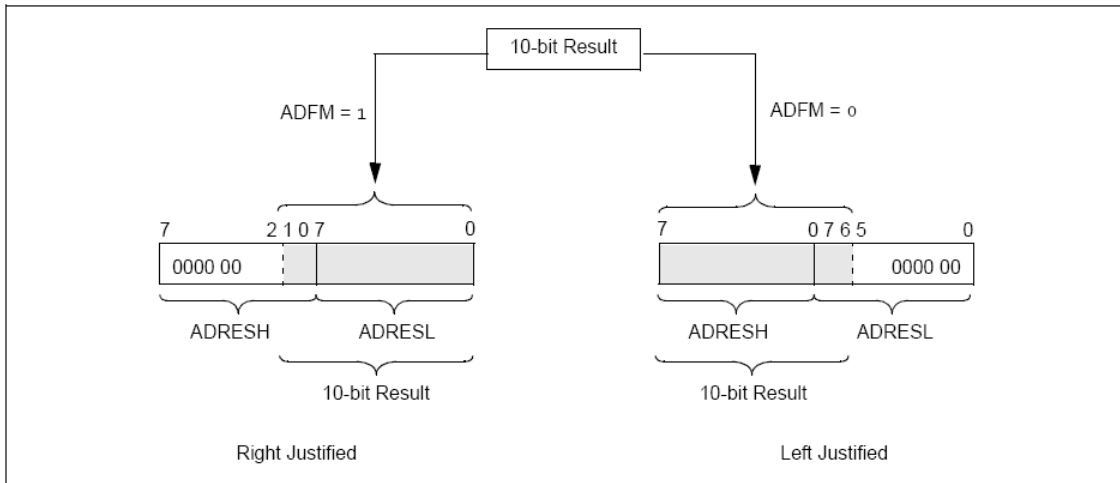 10-bit Result
ADFM = 1
ADFM = 0
7 2 1 0 7 0
7 0 7 6 5 0
0000 00
0000 00
ADRESH ADRESL
ADRESH ADRESL
10-bit Result
10-bit Result
Right Justified
Left Justified